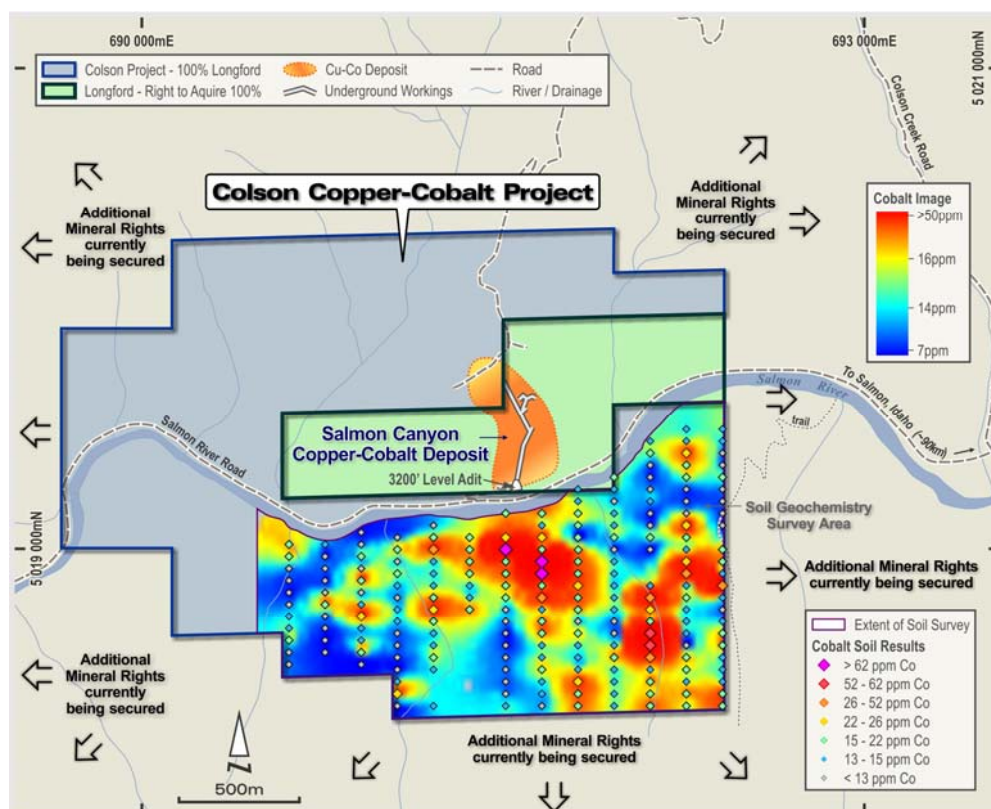 690 000mE
693 000mE
5 021 000mN
Colson Project - 100% Longford
Longford - Right to Aquire 100%
Cu-Co Deposit
Underground Workings
Road
River / Drainage
Colson Creek Road
Colson Copper-Cobalt Project
Additional
Mineral Rights
currently
being secured
Additional
Mineral Rights
currently
being secured
Cobalt Image
>50ppm
16ppm
14ppm
7ppm
Salmon River
To Salmon, Idaho (~90km)
trail
Salmon River Road
Salmon Canyon
Copper-Cobalt Deposit
3200' Level Adit
Soil Geochemistry
Survey Area
5 019 000mN
Additional Mineral Rights
currently being secured
Additional
Mineral Rights
currently
being secured
Extent of Soil Survey
Cobalt Soil Results
> 62 ppm Co
52 - 62 ppm Co
26 - 52 ppm Co
22 - 26 ppm Co
15 - 22 ppm Co
13 - 15 ppm Co
< 13 ppm Co
Additional Mineral Rights
currently being secured
N
500m